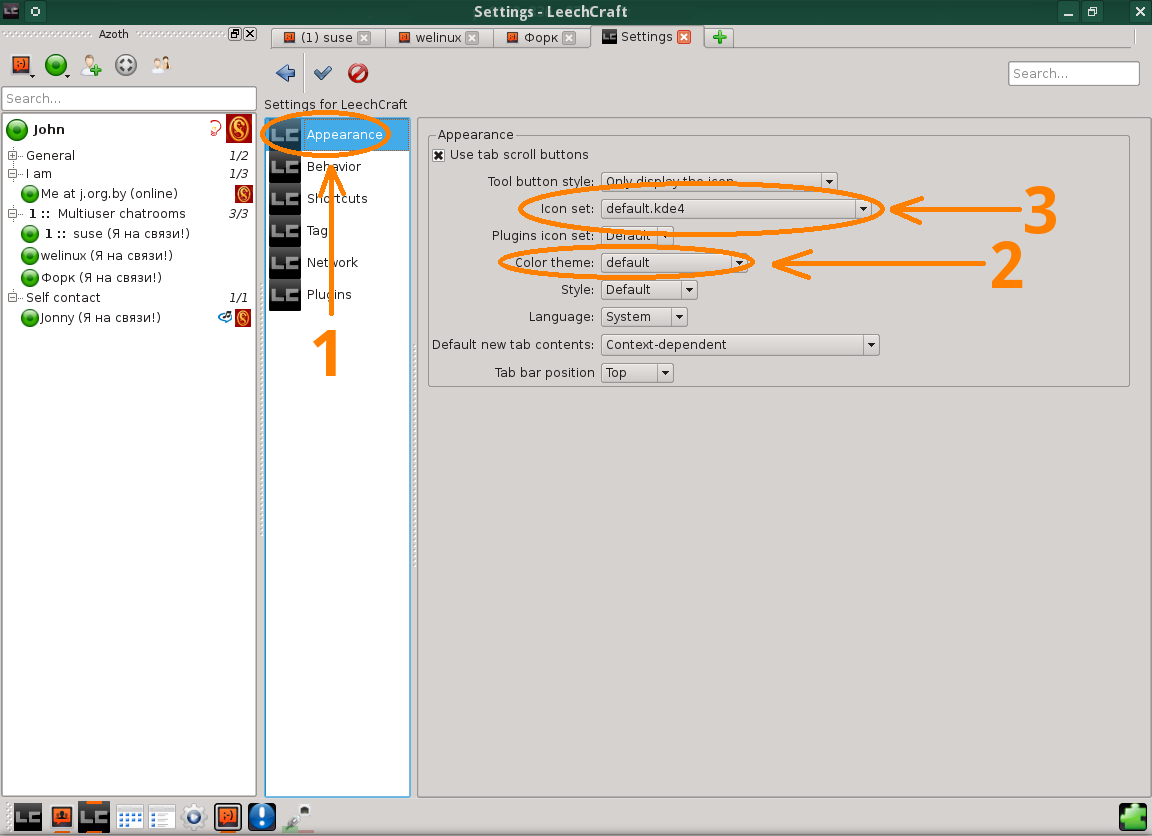 Settings - LeechCraft
Azoth
(1) suse
welinux
Форк
Settings
Search...
Search...
Settings for LeechCraft
John
General 1/2
I am 1/3
Me at j.org.by (online)
1 :: Multiuser chatrooms 3/3
1 :: suse (Я на связи!)
welinux (Я на связи!)
Форк (Я на связи!)
Self contact 1/1
Jonny (Я на связи!)
Appearance
Behavior
Shortcuts
Tag
Network
Plugins
1
Appearance
Use tab scroll buttons
Tool button style: Only display the icon
Icon set: default.kde4
3
Plugins icon set: Default
Color theme: default
2
Style: Default
Language: System
Default new tab contents: Context-dependent
Tab bar position Top